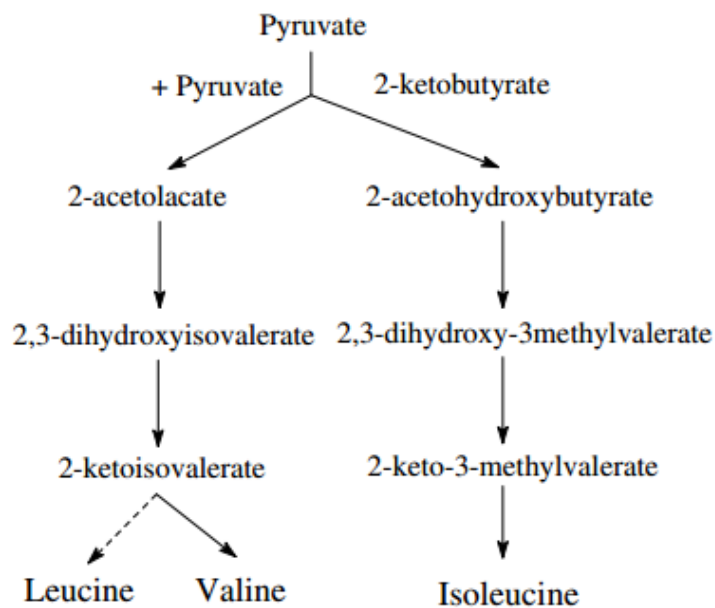 Pyruvate
+ Pyruvate 2-ketobutyrate
2-acetolacate 2-acetohydroxybutyrate
2,3-dihydroxyisovalerate 2,3-dihydroxy-3methylvalerate
2-ketoisovalerate 2-keto-3-methylvalerate
Leucine Valine Isoleucine